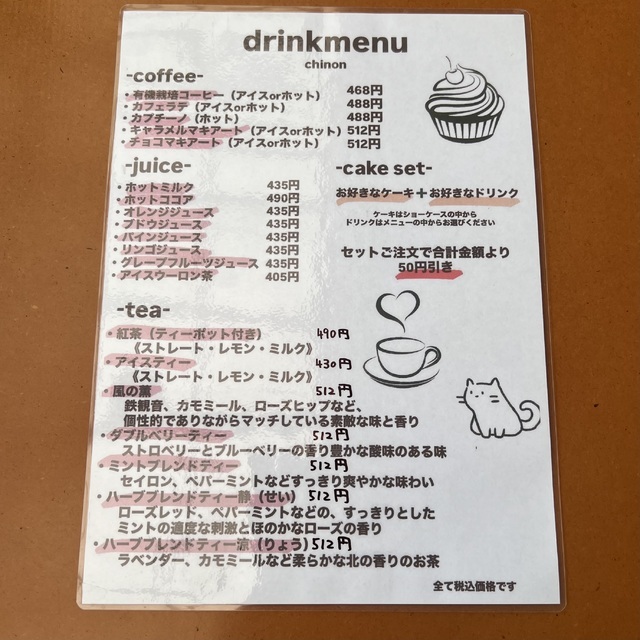 drinkmenu
chinon
-coffee-
・有機栽培コーヒー（アイスorホット） 468円
・カフェラテ（アイスorホット） 488円
・カプチーノ（ホット） 488円
・キャラメルマキアート（アイスorホット） 512円
・チョコマキアート（アイスorホット） 512円
-juice-
・ホットミルク 435円
・ホットココア 490円
・オレンジジュース 435円
・ブドウジュース 435円
・パインジュース 435円
・リンゴジュース 435円
・グレープフルーツジュース 435円
・アイスウーロン茶 405円
-cake set-
お好きなケーキ＋お好きなドリンク
ケーキはショーケースの中から
ドリンクはメニューの中からお選びください
セットご注文で合計金額より
50円引き
-tea-
・紅茶（ティーポット付き） 490円
《ストレート・レモン・ミルク》
・アイスティー 430円
《ストレート・レモン・ミルク》
・風の薫 512円
鉄観音、カモミール、ローズヒップなど、
個性的でありながらマッチしている素敵な味と香り
・ダブルベリーティー 512円
ストロベリーとブルーベリーの香り豊かな酸味のある味
・ミントブレンドティー 512円
セイロン、ペパーミントなどすっきり爽やかな味わい
・ハーブブレンドティー静（せい） 512円
ローズレッド、ペパーミントなどの、すっきりとした
ミントの適度な刺激とほのかなローズの香り
・ハーブブレンドティー涼（りょう） 512円
ラベンダー、カモミールなど柔らかな北の香りのお茶
全て税込価格です